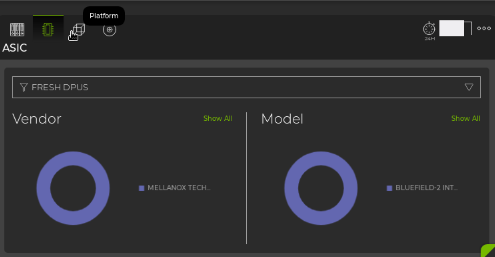 Platform
24H
ASIC
FRESH DPUS
Vendor
Show All
Model
Show All
MELLANOX TECH...
BLUEFIELD-2 INT...